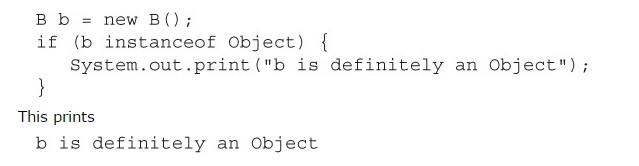 B b = new B();
if (b instanceof Object) {
System.out.print("b is definitely an Object");
}
This prints
b is definitely an Object